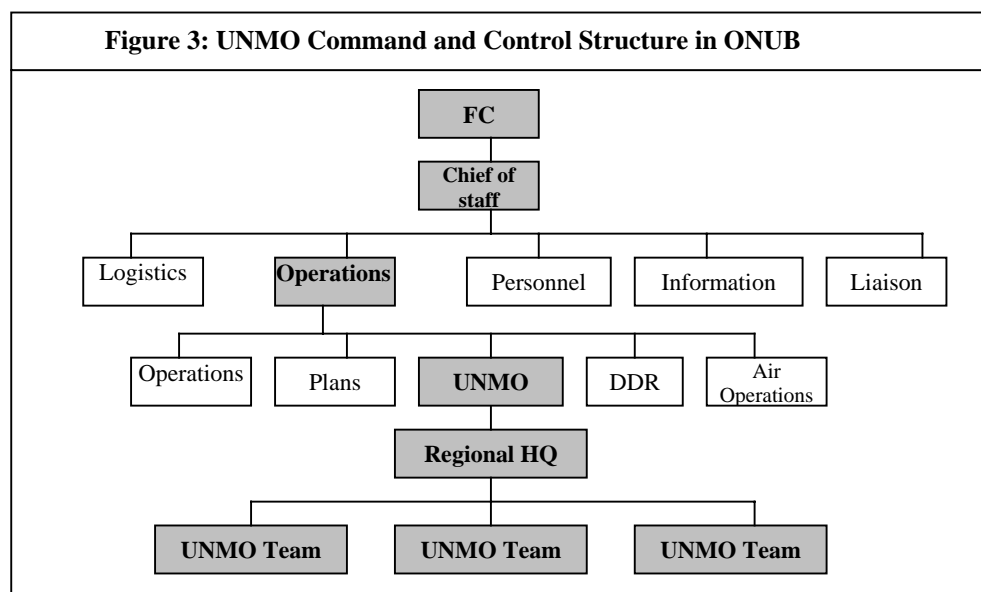 Figure 3: UNMO Command and Control Structure in ONUB
FC
Chief of
staff
Logistics
Operations
Personnel
Information
Liaison
Operations
Plans
UNMO
DDR
Air
Operations
Regional HQ
UNMO Team
UNMO Team
UNMO Team